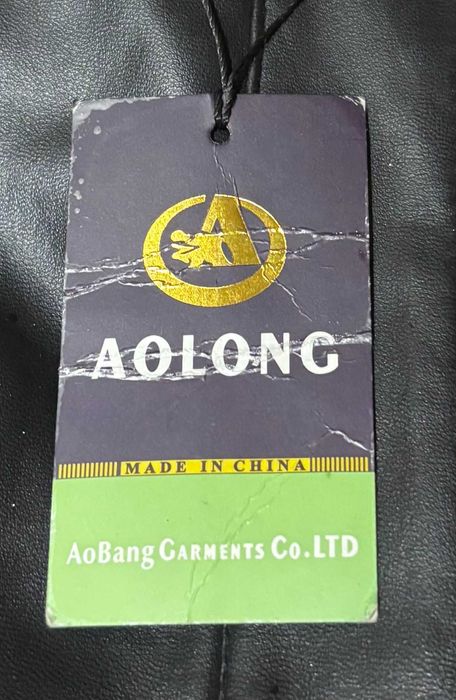 A
AOLONG
MADE IN CHINA
AoBang GARMENTS CO.LTD